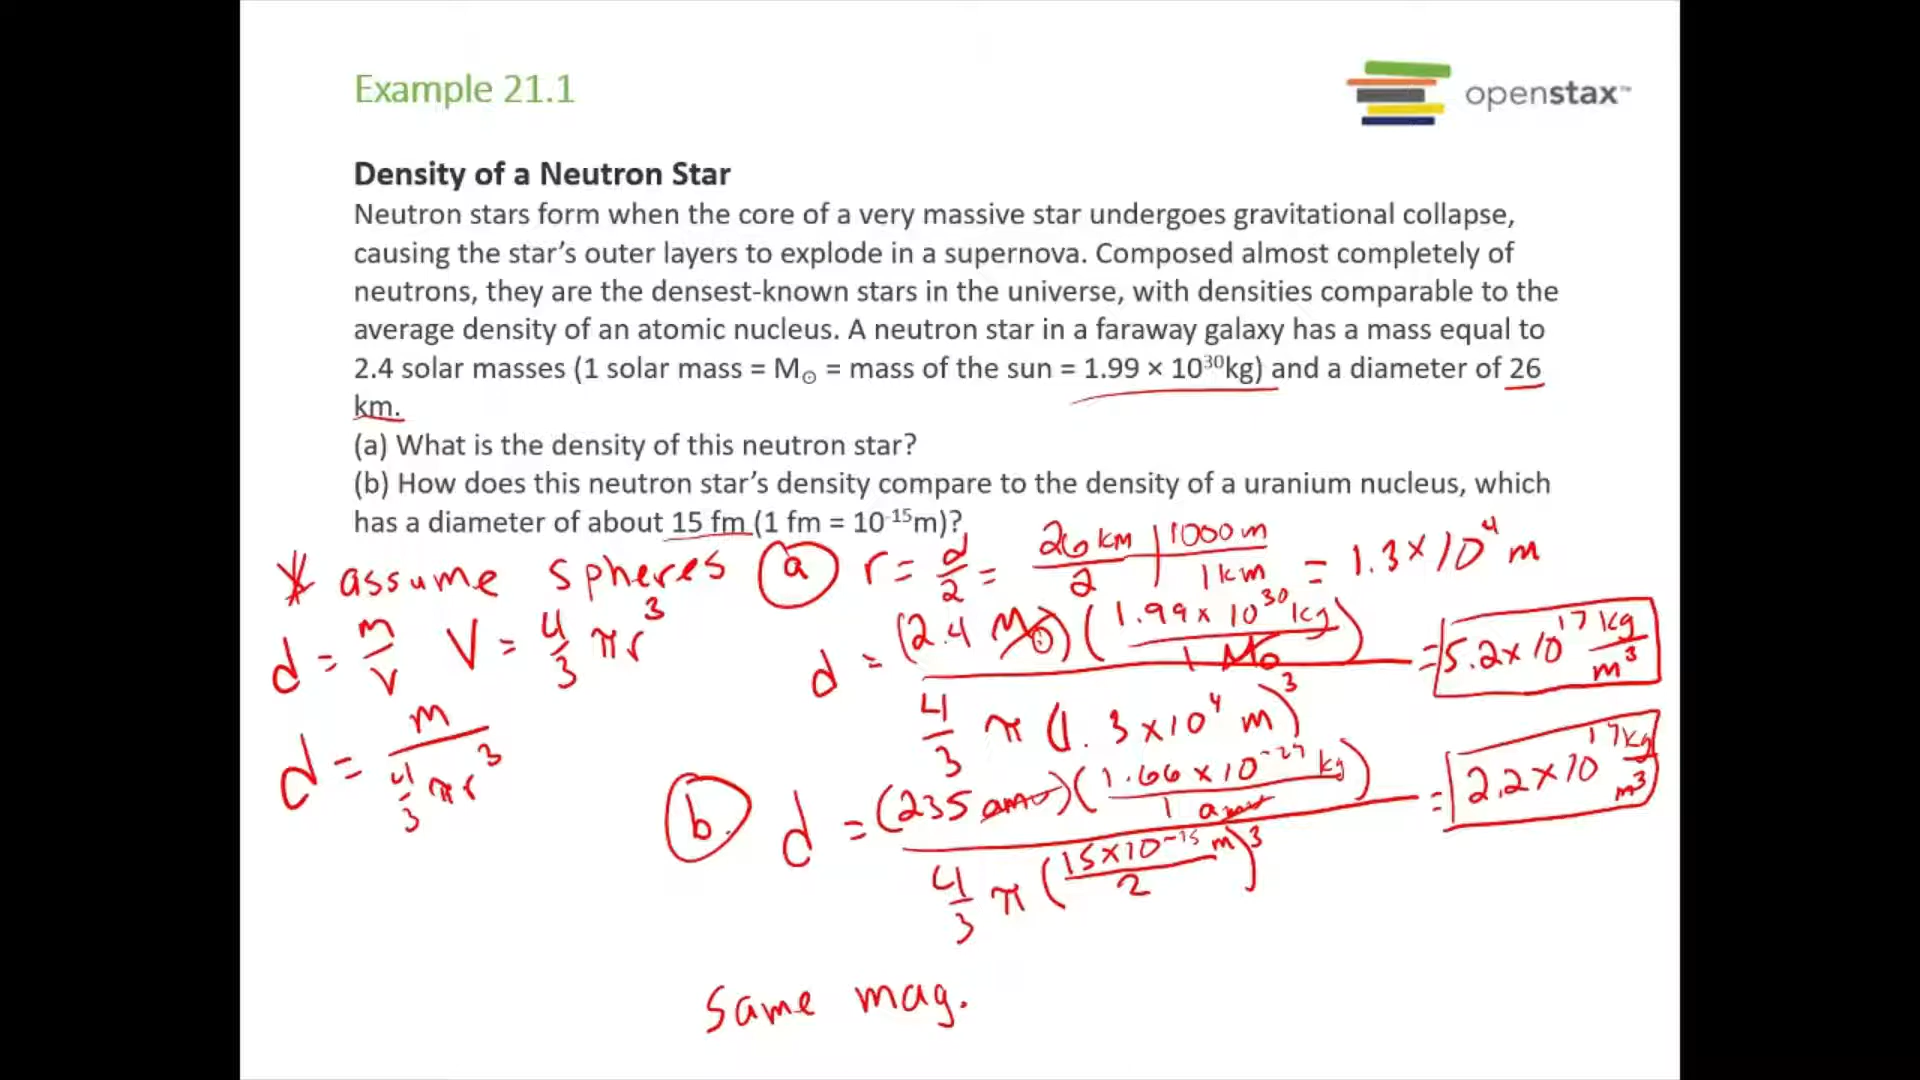 Example 21.1
openstax™
Density of a Neutron Star
Neutron stars form when the core of a very massive star undergoes gravitational collapse,
causing the star's outer layers to explode in a supernova. Composed almost completely of
neutrons, they are the densest-known stars in the universe, with densities comparable to the
average density of an atomic nucleus. A neutron star in a faraway galaxy has a mass equal to
2.4 solar masses (1 solar mass = M⊙ = mass of the sun = 1.99 × 10³⁰kg) and a diameter of 26
km.
(a) What is the density of this neutron star?
(b) How does this neutron star's density compare to the density of a uranium nucleus, which
has a diameter of about 15 fm (1 fm = 10⁻¹⁵m)?
* assume spheres
d = m/V V = 4/3 πr³
d = m / (4/3 πr³)
a r = d/2 = 26 km/2 | 1000 m/1 km = 1.3 × 10⁴ m
d = (2.4 M⊙)(1.99 × 10³⁰ kg / 1 M⊙) / (4/3 π (1.3 × 10⁴ m)³) = 5.2 × 10¹⁷ kg/m³
b. d = (235 amu)(1.66 × 10⁻²⁷ kg / 1 amu) / (4/3 π (15 × 10⁻¹⁵ m / 2)³) = 2.2 × 10¹⁷ kg/m³
Same mag.